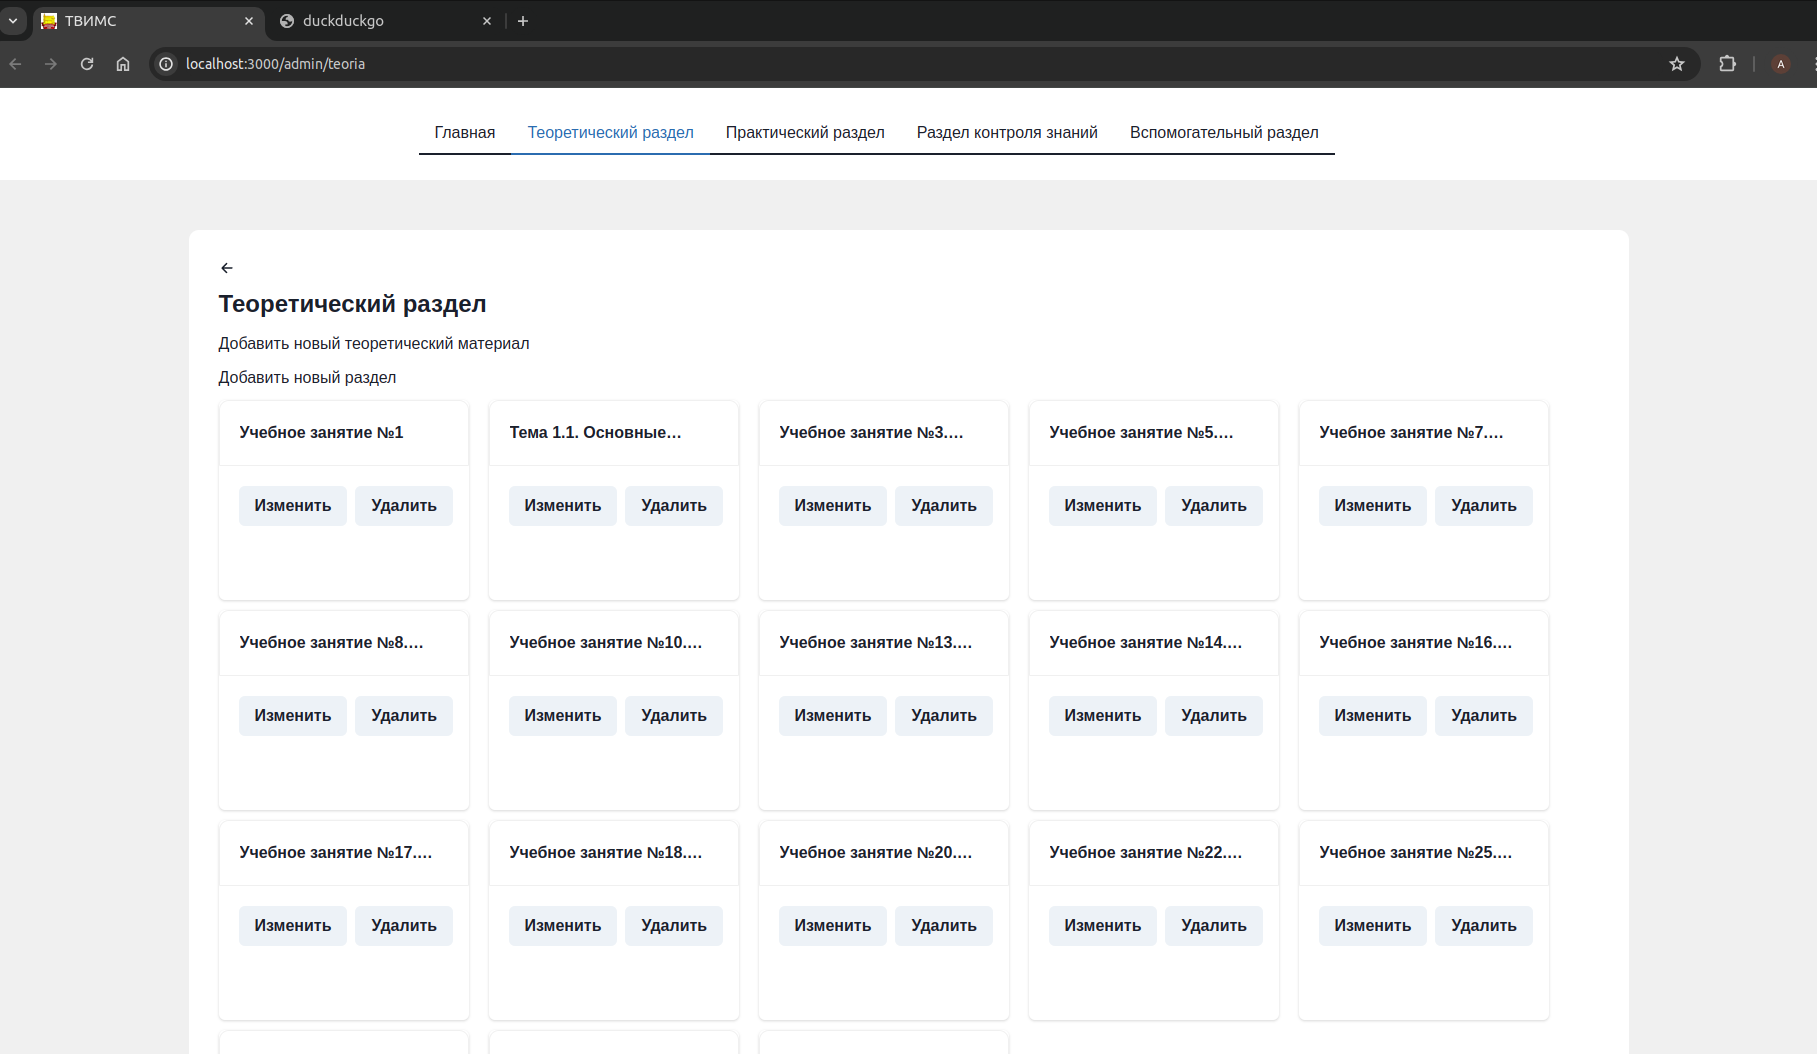 ТВИМС
duckduckgo
localhost:3000/admin/teoria
A
Главная Теоретический раздел Практический раздел Раздел контроля знаний Вспомогательный раздел
Теоретический раздел
Добавить новый теоретический материал
Добавить новый раздел
Учебное занятие №1 Тема 1.1. Основные... Учебное занятие №3.... Учебное занятие №5.... Учебное занятие №7....
Изменить Удалить Изменить Удалить Изменить Удалить Изменить Удалить Изменить Удалить
Учебное занятие №8.... Учебное занятие №10.... Учебное занятие №13.... Учебное занятие №14.... Учебное занятие №16....
Изменить Удалить Изменить Удалить Изменить Удалить Изменить Удалить Изменить Удалить
Учебное занятие №17.... Учебное занятие №18.... Учебное занятие №20.... Учебное занятие №22.... Учебное занятие №25....
Изменить Удалить Изменить Удалить Изменить Удалить Изменить Удалить Изменить Удалить